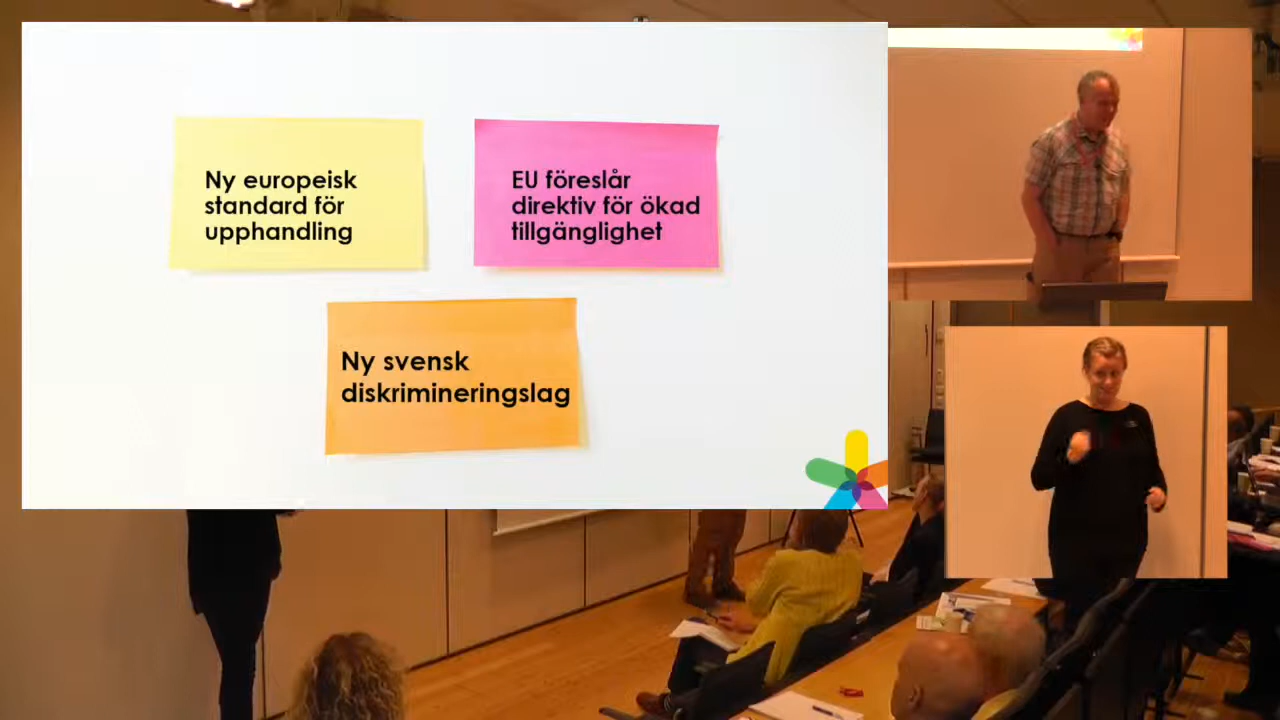 Ny europeisk
standard för
upphandling
EU föreslår
direktiv för ökad
tillgänglighet
Ny svensk
diskrimineringslag